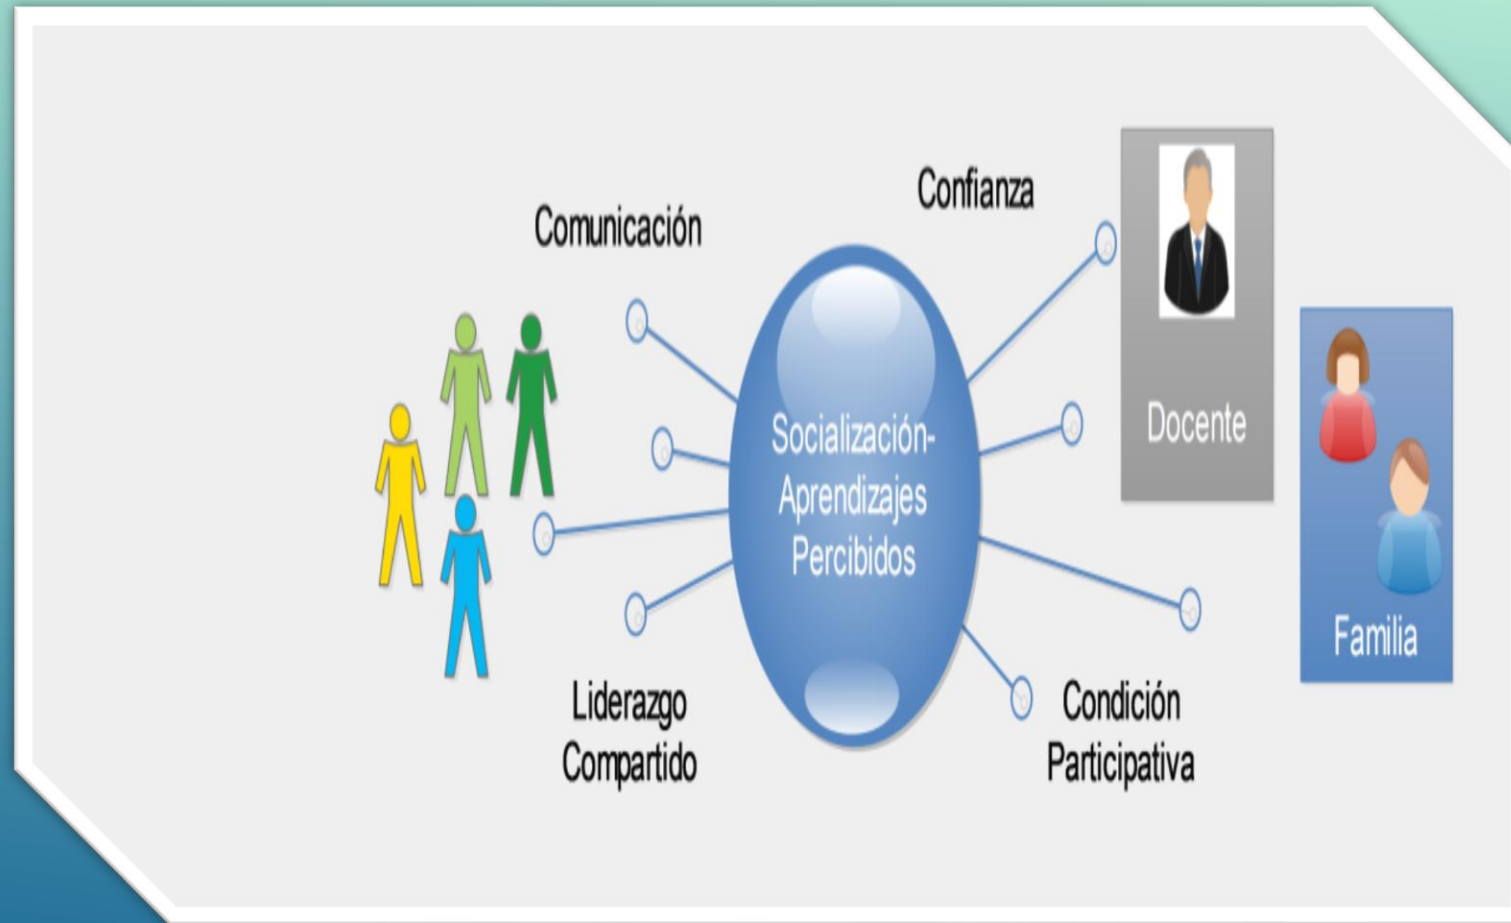 Confianza
Comunicación
Docente
Socialización-
Aprendizajes
Percibidos
Familia
Liderazgo
Compartido
Condición
Participativa